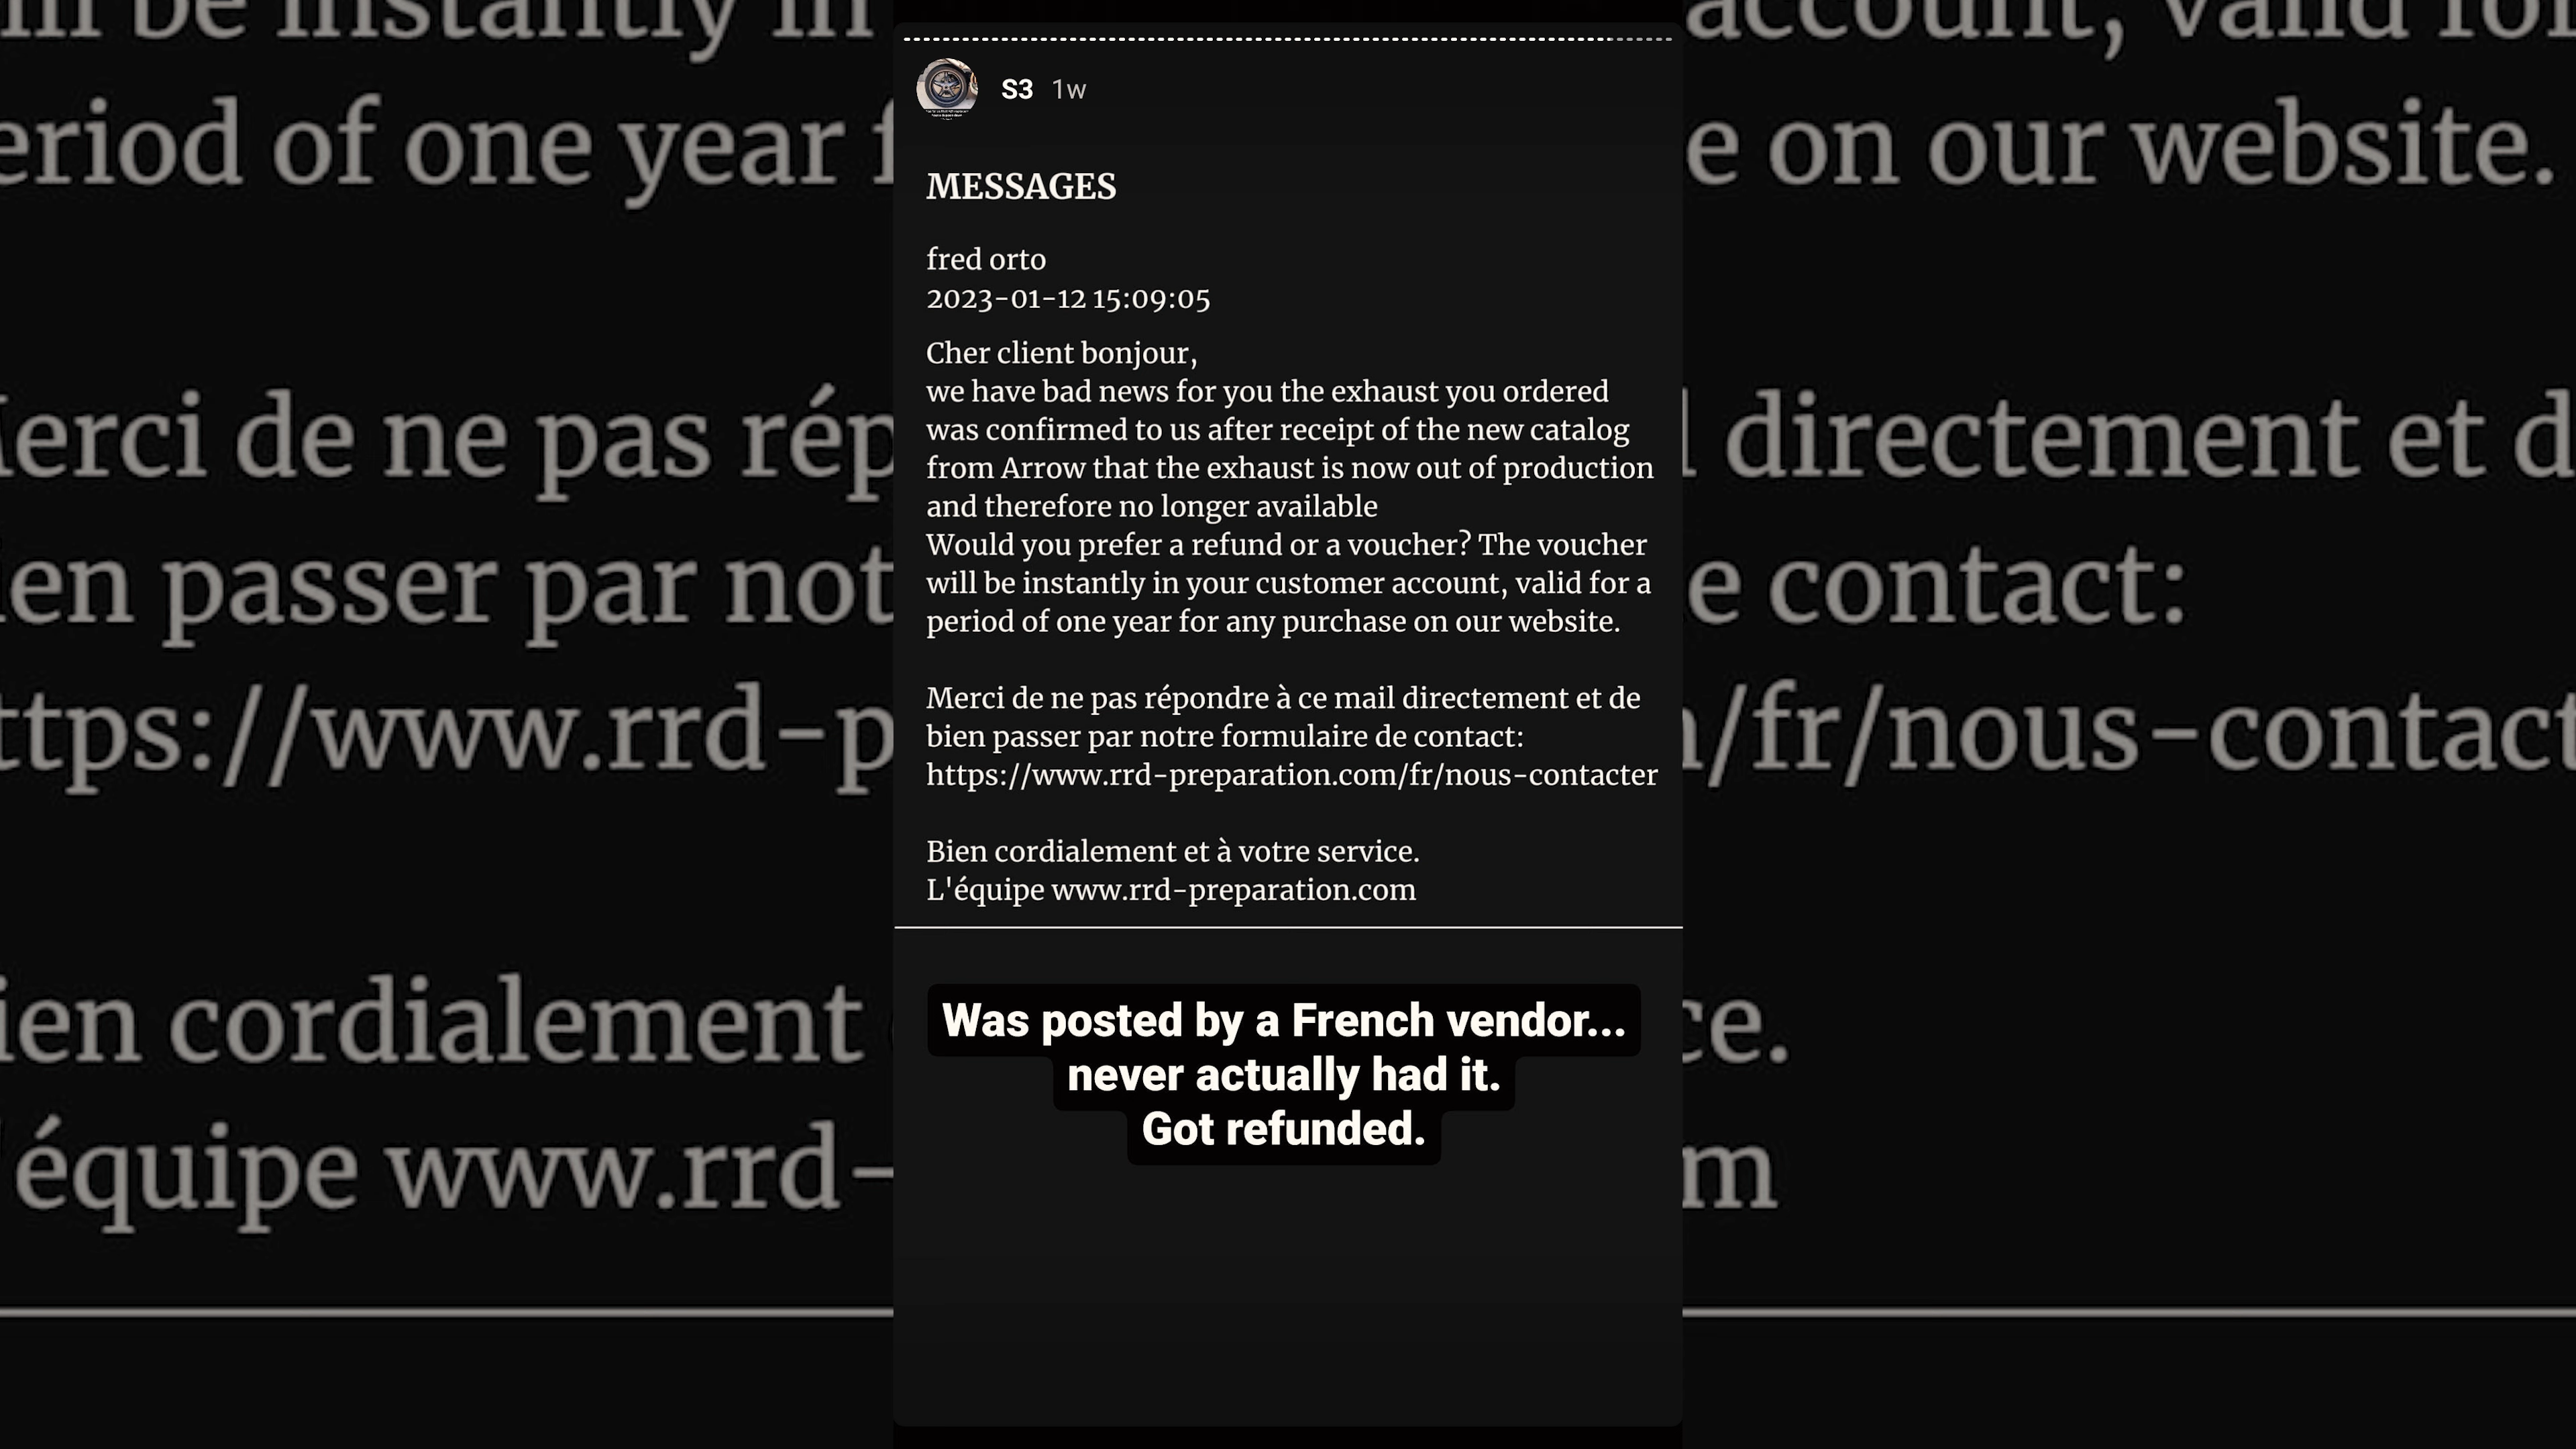 S3 1w
MESSAGES
fred orto
2023-01-12 15:09:05
Cher client bonjour,
we have bad news for you the exhaust you ordered
was confirmed to us after receipt of the new catalog
from Arrow that the exhaust is now out of production
and therefore no longer available
Would you prefer a refund or a voucher? The voucher
will be instantly in your customer account, valid for a
period of one year for any purchase on our website.
Merci de ne pas répondre à ce mail directement et de
bien passer par notre formulaire de contact:
https://www.rrd-preparation.com/fr/nous-contacter
Bien cordialement et à votre service.
L'équipe www.rrd-preparation.com
Was posted by a French vendor...
never actually had it.
Got refunded.